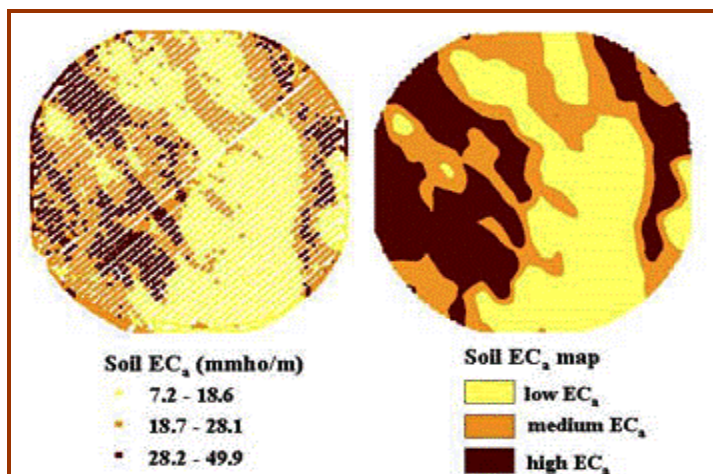 Soil ECa (mmho/m)
7.2 - 18.6
18.7 - 28.1
28.2 - 49.9
Soil ECa map
low ECa
medium ECa
high ECa